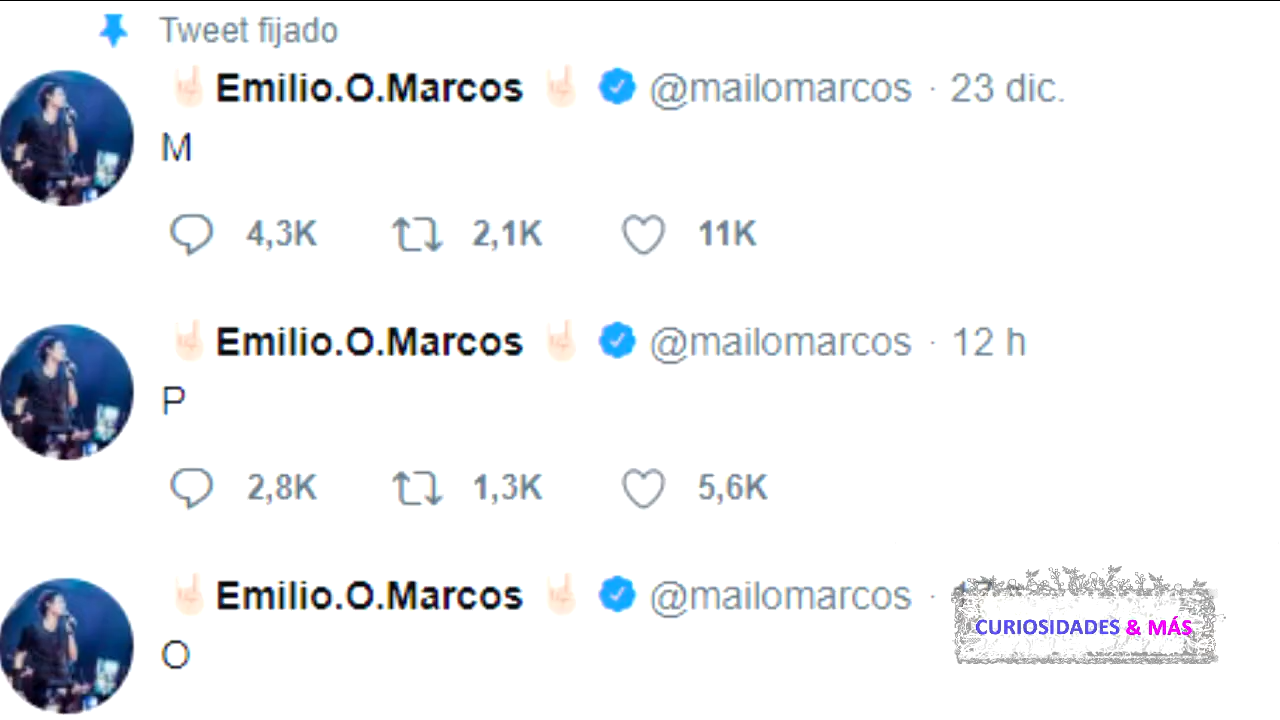 Tweet fijado
Emilio.O.Marcos @mailomarcos · 23 dic.
M
4,3K 2,1K 11K
Emilio.O.Marcos @mailomarcos · 12 h
P
2,8K 1,3K 5,6K
Emilio.O.Marcos @mailomarcos ·
O
CURIOSIDADES & MÁS